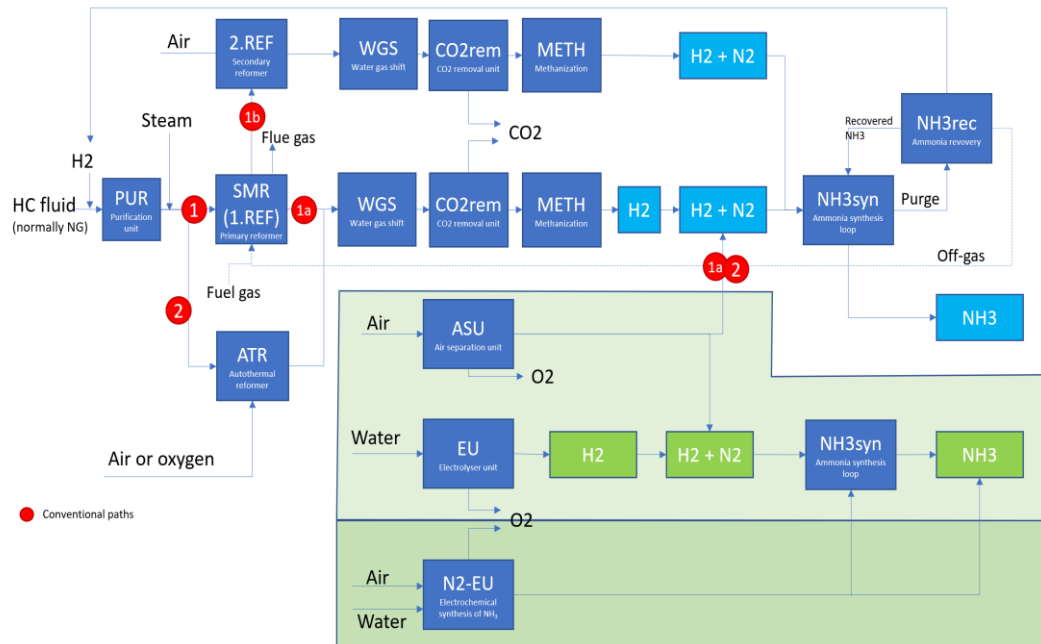 Air
2.REF
Secondary
reformer
WGS
Water gas shift
CO2rem
CO2 removal unit
METH
Methanization
H2 + N2
1b
Flue gas
Steam
CO2
Recovered
NH3
NH3rec
Ammonia revovery
H2
HC fluid
(normally NG)
PUR
Purification
unit
1
SMR
(1.REF)
Primary reformer
1a
WGS
Water gas shift
CO2rem
CO2 removal unit
METH
Methanization
H2
H2 + N2
NH3syn
Ammonia synthesis
loop
Purge
Off-gas
1a
2
Fuel gas
2
NH3
Air
ASU
Air separation unit
O2
ATR
Autothermal
reformer
Water
EU
Electrolyser unit
H2
H2 + N2
NH3syn
Ammonia synthesis
loop
NH3
Air or oxygen
O2
Conventional paths
Air
Water
N2-EU
Electrochemical
synthesis of NH₃